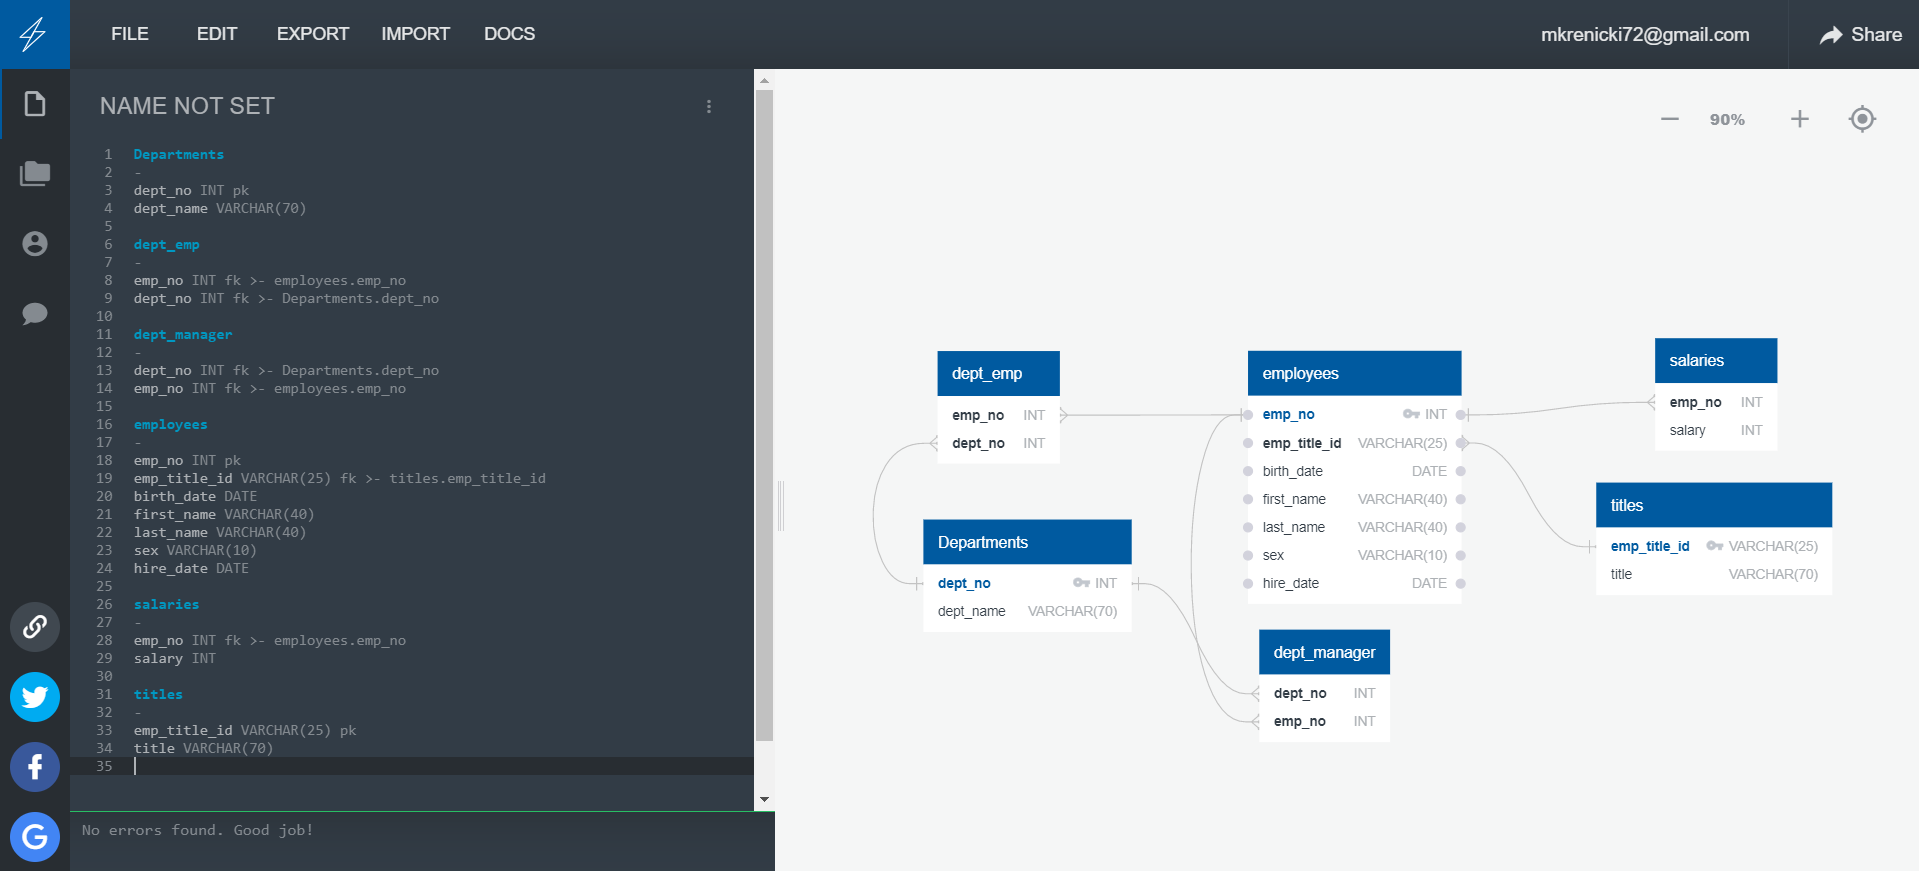 FILE EDIT EXPORT IMPORT DOCS
mkrenicki72@gmail.com Share
NAME NOT SET
1 Departments
2 -
3 dept_no INT pk
4 dept_name VARCHAR(70)
5
6 dept_emp
7 -
8 emp_no INT fk >- employees.emp_no
9 dept_no INT fk >- Departments.dept_no
10
11 dept_manager
12 -
13 dept_no INT fk >- Departments.dept_no
14 emp_no INT fk >- employees.emp_no
15
16 employees
17 -
18 emp_no INT pk
19 emp_title_id VARCHAR(25) fk >- titles.emp_title_id
20 birth_date DATE
21 first_name VARCHAR(40)
22 last_name VARCHAR(40)
23 sex VARCHAR(10)
24 hire_date DATE
25
26 salaries
27 -
28 emp_no INT fk >- employees.emp_no
29 salary INT
30
31 titles
32 -
33 emp_title_id VARCHAR(25) pk
34 title VARCHAR(70)
35
No errors found. Good job!
90%
dept_emp
emp_no INT
dept_no INT
Departments
dept_no INT
dept_name VARCHAR(70)
employees
emp_no INT
emp_title_id VARCHAR(25)
birth_date DATE
first_name VARCHAR(40)
last_name VARCHAR(40)
sex VARCHAR(10)
hire_date DATE
dept_manager
dept_no INT
emp_no INT
salaries
emp_no INT
salary INT
titles
emp_title_id VARCHAR(25)
title VARCHAR(70)